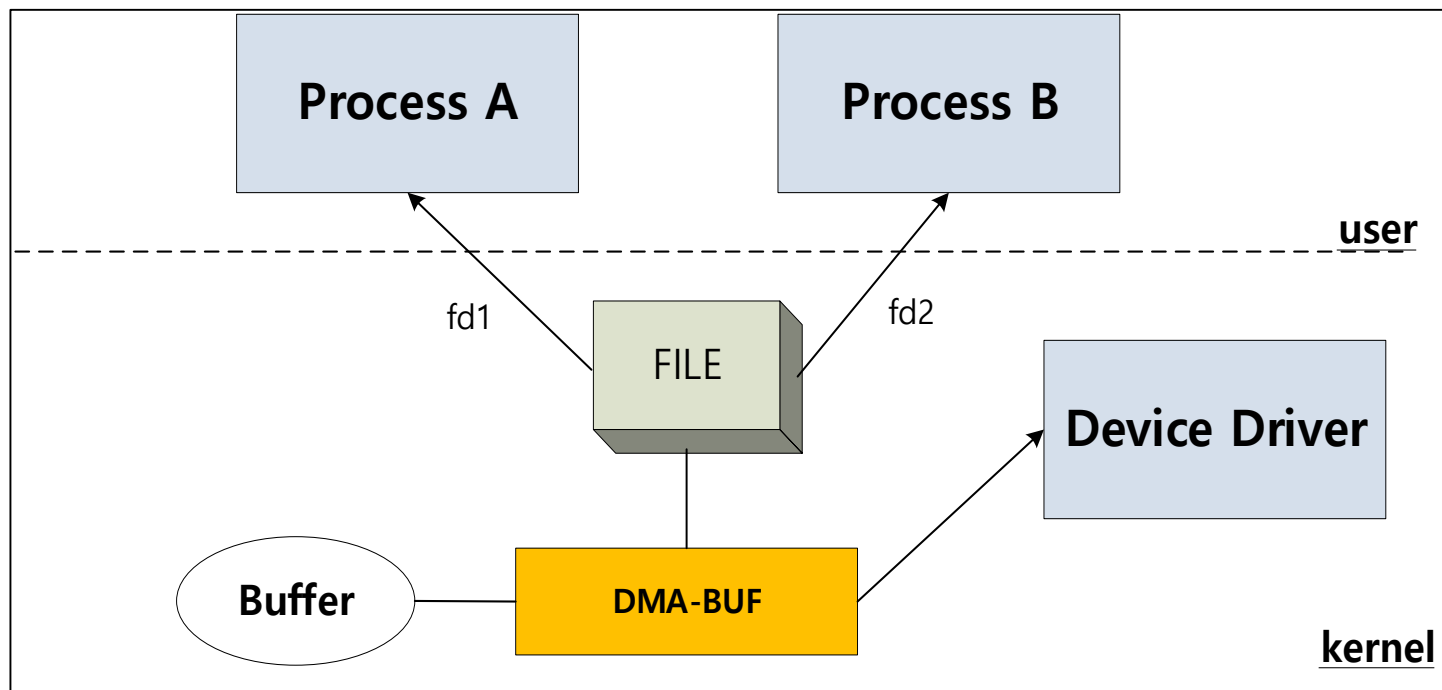 Process A
Process B
user
fd1
fd2
FILE
Device Driver
Buffer
DMA-BUF
kernel